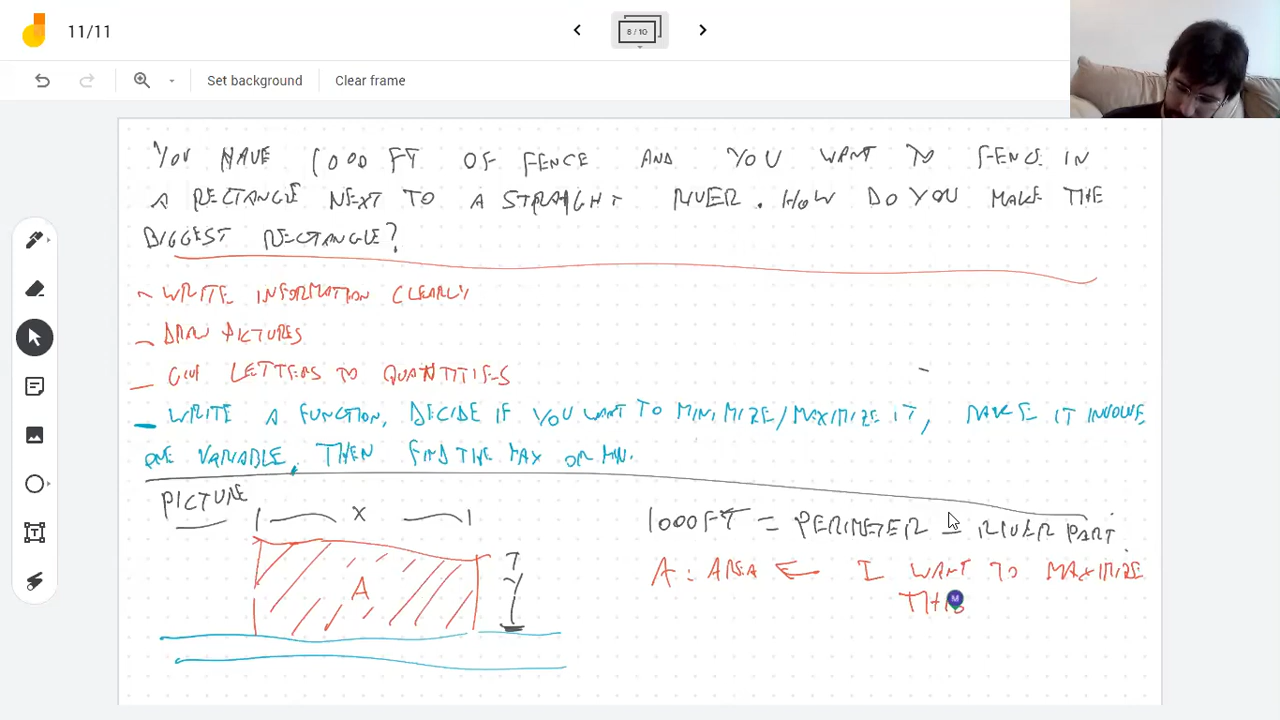 11/11
8 / 10
Set background
Clear frame
YOU HAVE 1000 FT OF FENCE AND YOU WANT TO FENCE IN
A RECTANGLE NEXT TO A STRAIGHT RIVER. HOW DO YOU MAKE THE
BIGGEST RECTANGLE?
- WRITE INFORMATION CLEARLY
- DRAW PICTURES
- GIVE LETTERS TO QUANTITIES
- WRITE A FUNCTION, DECIDE IF YOU WANT TO MINIMIZE/MAXIMIZE IT, MAKE IT INVOLVE
ONE VARIABLE, THEN FIND THE MAX OR MIN.
PICTURE
X
Y
A
1000 FT = PERIMETER - RIVER PART.
A: AREA ← I WANT TO MAXIMIZE
THIS
M